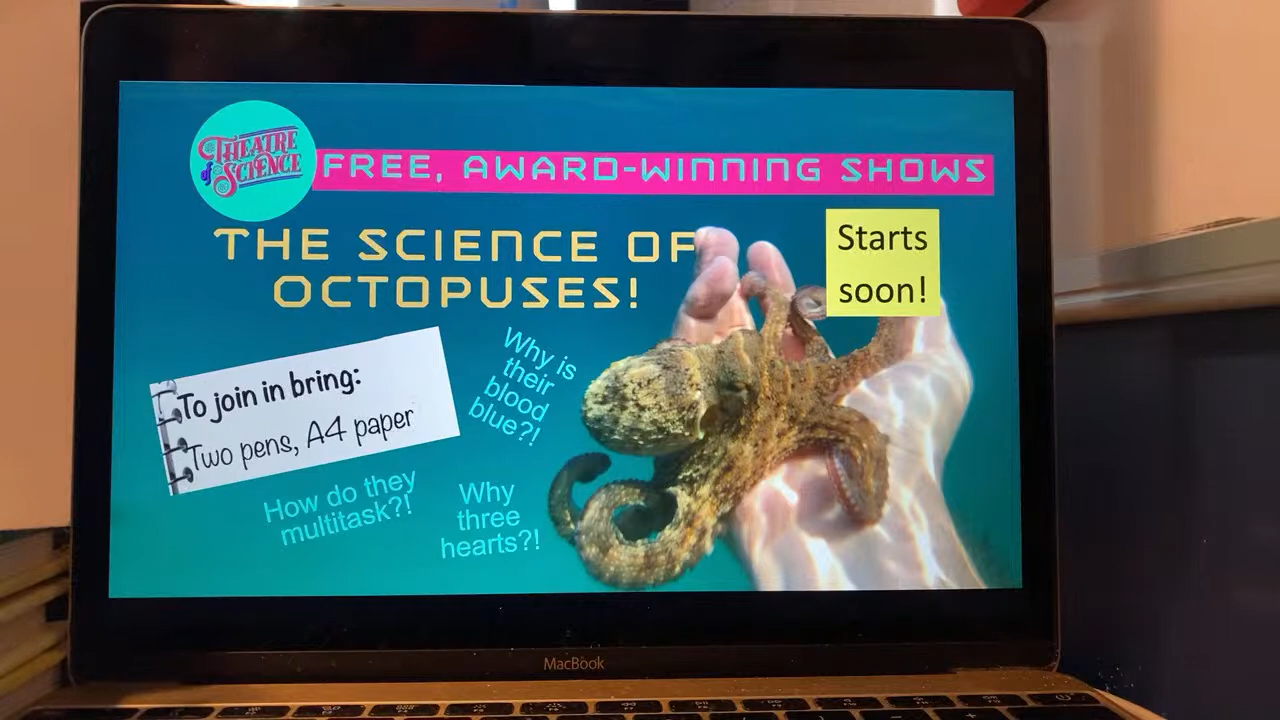 THEATRE
of SCIENCE
FREE, AWARD-WINNING SHOWS
THE SCIENCE OF
OCTOPUSES!
Starts
soon!
To join in bring:
Two pens, A4 paper
Why is
their
blood
blue?!
How do they
multitask?!
Why
three
hearts?!
MacBook